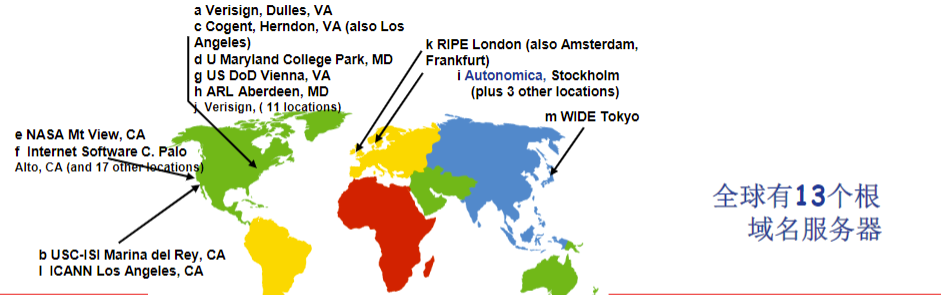 a Verisign, Dulles, VA
c Cogent, Herndon, VA (also Los
Angeles)
d U Maryland College Park, MD
g US DoD Vienna, VA
h ARL Aberdeen, MD
j Verisign, ( 11 locations)
k RIPE London (also Amsterdam,
Frankfurt)
i Autonomica, Stockholm
(plus 3 other locations)
m WIDE Tokyo
e NASA Mt View, CA
f Internet Software C. Palo
Alto, CA (and 17 other locations)
b USC-ISI Marina del Rey, CA
l ICANN Los Angeles, CA
全球有13个根
域名服务器